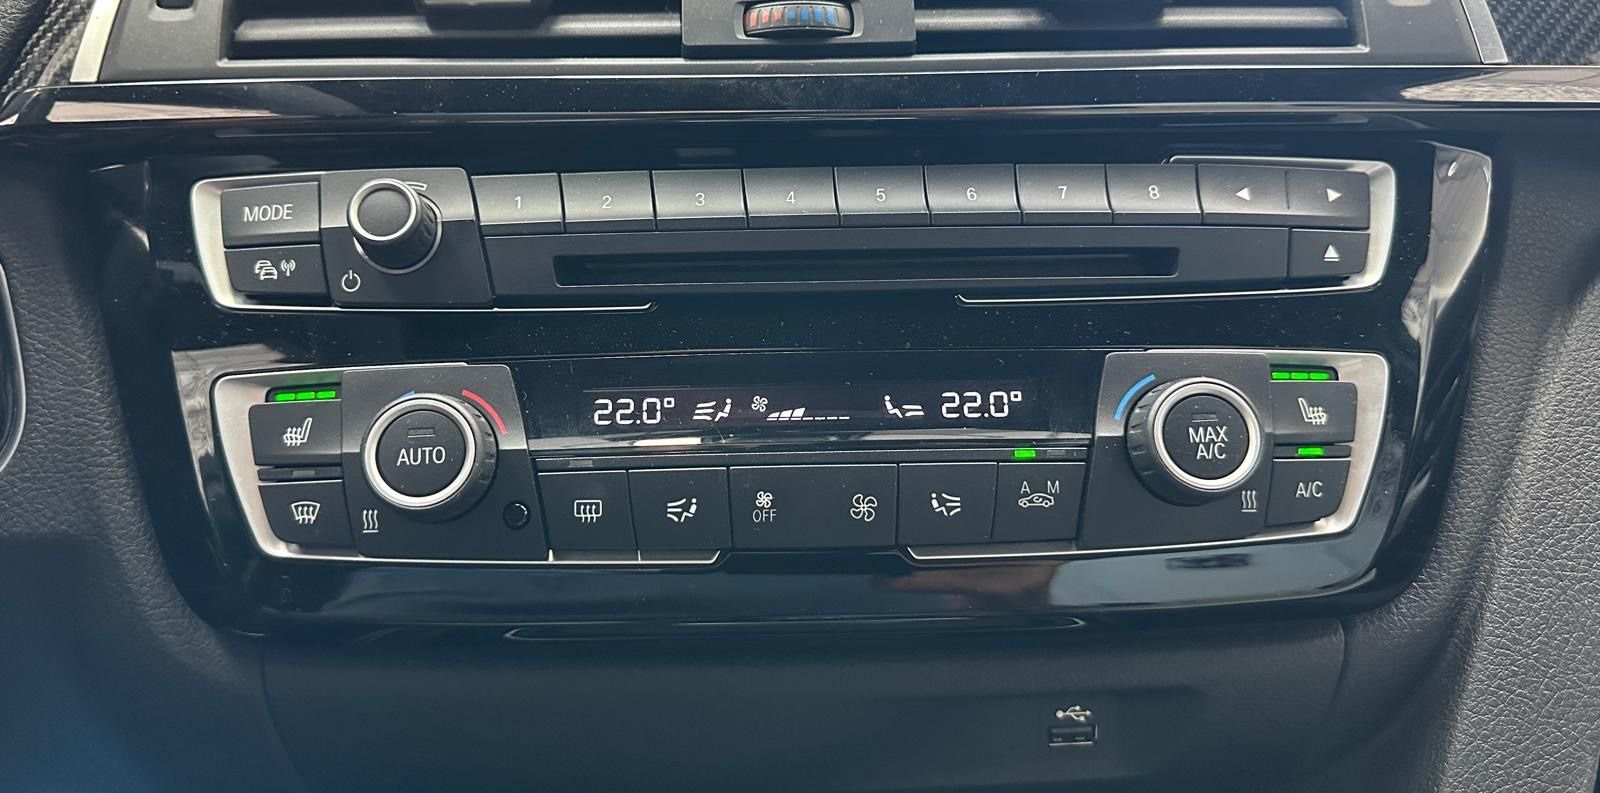 MODE
1 2 3 4 5 6 7 8
22.0° 22.0°
AUTO
MAX
A/C
A M
OFF
A/C